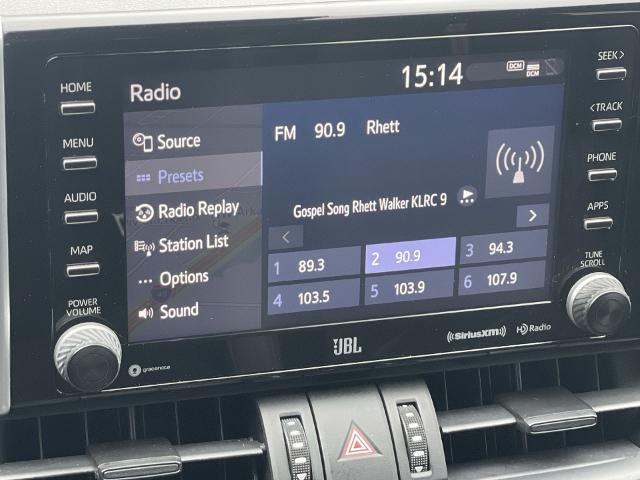 HOME
MENU
AUDIO
MAP
POWER
VOLUME
Radio
15:14
DCM
DCM
Source
Presets
Radio Replay
Station List
Options
Sound
FM 90.9 Rhett
Gospel Song Rhett Walker KLRC 9
1 89.3
2 90.9
3 94.3
4 103.5
5 103.9
6 107.9
SEEK >
< TRACK
PHONE
APPS
TUNE
SCROLL
gracenote
JBL
SiriusXM
HD Radio